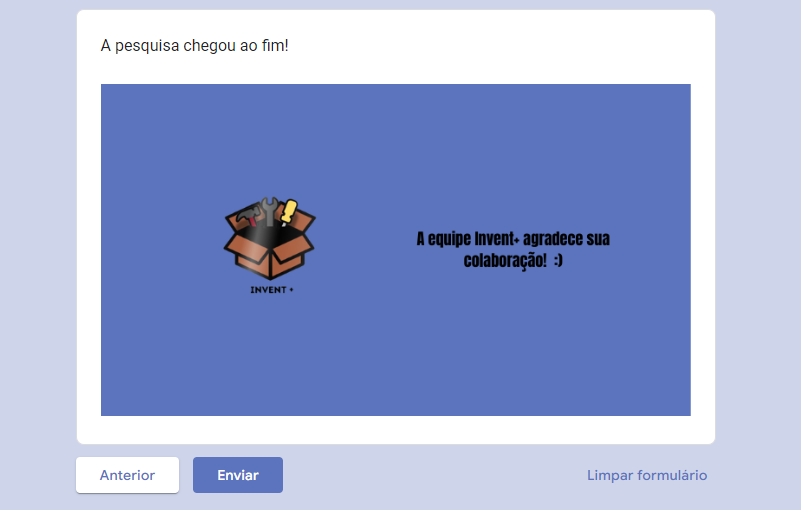 A pesquisa chegou ao fim!
INVENT +
A equipe Invent+ agradece sua
colaboração! :)
Anterior
Enviar
Limpar formulário